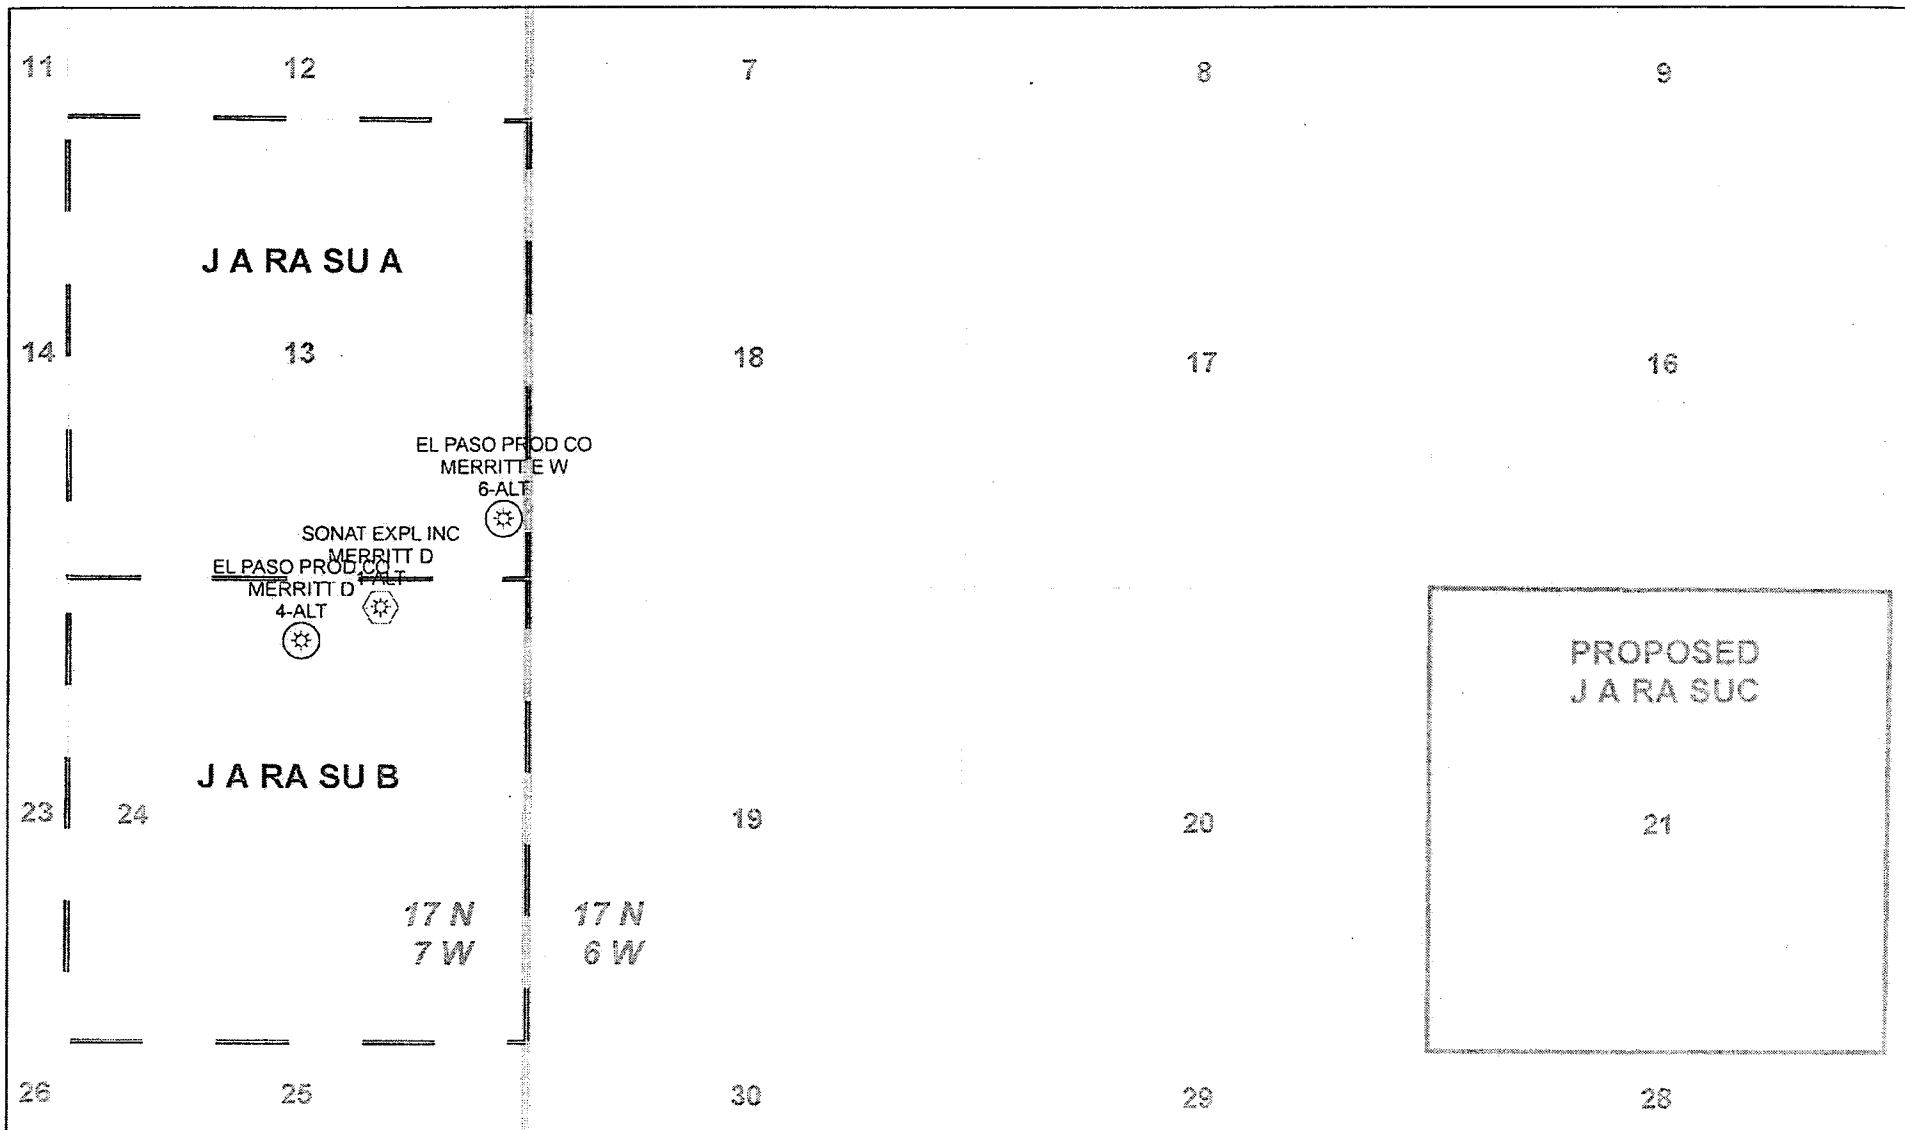 11 12 7 8 9
J A RA SU A
14 13 18 17 16
EL PASO PROD CO
MERRITT E W
6-ALT
SONAT EXPL INC
MERRITT D
1-ALT
EL PASO PROD CO
MERRITT D
4-ALT
PROPOSED
J A RA SUC
J A RA SU B
23 24 19 20 21
17 N 17 N
7 W 6 W
26 25 30 29 28